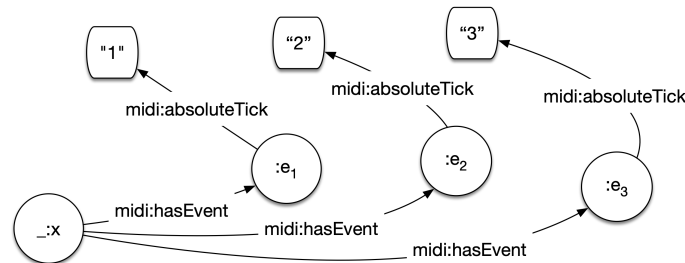 "1"
“2”
“3”
midi:absoluteTick
midi:absoluteTick
midi:absoluteTick
:e₁
:e₂
:e₃
_:x
midi:hasEvent
midi:hasEvent
midi:hasEvent